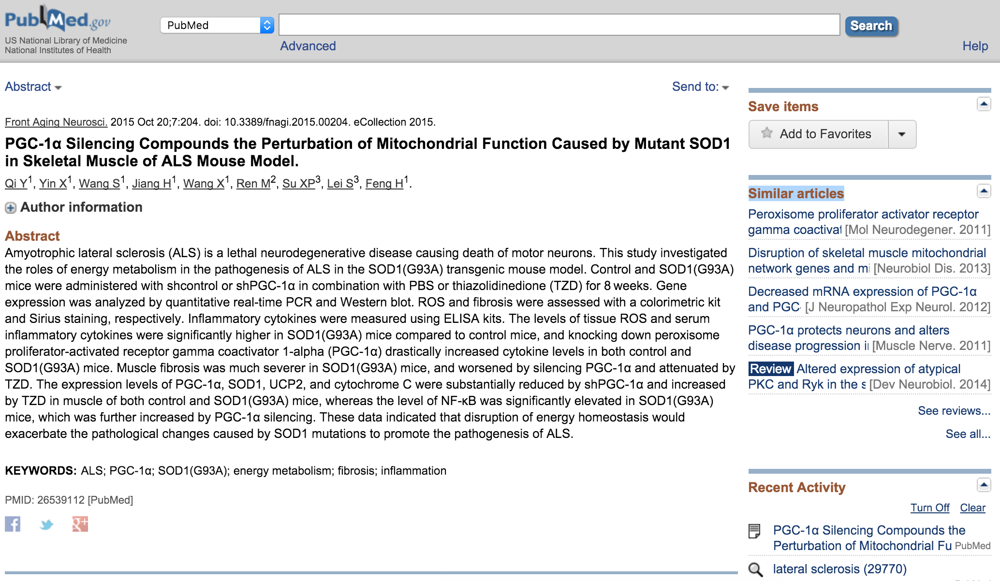 PubMed.gov
US National Library of Medicine
National Institutes of Health
PubMed
Search
Advanced
Help
Abstract
Send to:
Front Aging Neurosci. 2015 Oct 20;7:204. doi: 10.3389/fnagi.2015.00204. eCollection 2015.
PGC-1α Silencing Compounds the Perturbation of Mitochondrial Function Caused by Mutant SOD1
in Skeletal Muscle of ALS Mouse Model.
Qi Y1, Yin X1, Wang S1, Jiang H1, Wang X1, Ren M2, Su XP3, Lei S3, Feng H1.
Author information
Abstract
Amyotrophic lateral sclerosis (ALS) is a lethal neurodegenerative disease causing death of motor neurons. This study investigated
the roles of energy metabolism in the pathogenesis of ALS in the SOD1(G93A) transgenic mouse model. Control and SOD1(G93A)
mice were administered with shcontrol or shPGC-1α in combination with PBS or thiazolidinedione (TZD) for 8 weeks. Gene
expression was analyzed by quantitative real-time PCR and Western blot. ROS and fibrosis were assessed with a colorimetric kit
and Sirius staining, respectively. Inflammatory cytokines were measured using ELISA kits. The levels of tissue ROS and serum
inflammatory cytokines were significantly higher in SOD1(G93A) mice compared to control mice, and knocking down peroxisome
proliferator-activated receptor gamma coactivator 1-alpha (PGC-1α) drastically increased cytokine levels in both control and
SOD1(G93A) mice. Muscle fibrosis was much severer in SOD1(G93A) mice, and worsened by silencing PGC-1α and attenuated by
TZD. The expression levels of PGC-1α, SOD1, UCP2, and cytochrome C were substantially reduced by shPGC-1α and increased
by TZD in muscle of both control and SOD1(G93A) mice, whereas the level of NF-κB was significantly elevated in SOD1(G93A)
mice, which was further increased by PGC-1α silencing. These data indicated that disruption of energy homeostasis would
exacerbate the pathological changes caused by SOD1 mutations to promote the pathogenesis of ALS.
KEYWORDS: ALS; PGC-1α; SOD1(G93A); energy metabolism; fibrosis; inflammation
PMID: 26539112 [PubMed]
f
g+
Save items
Add to Favorites
Similar articles
Peroxisome proliferator activator receptor
gamma coactivat [Mol Neurodegener. 2011]
Disruption of skeletal muscle mitochondrial
network genes and mi [Neurobiol Dis. 2013]
Decreased mRNA expression of PGC-1α
and PGC- [J Neuropathol Exp Neurol. 2012]
PGC-1α protects neurons and alters
disease progression i [Muscle Nerve. 2011]
Review Altered expression of atypical
PKC and Ryk in the s [Dev Neurobiol. 2014]
See reviews...
See all...
Recent Activity
Turn Off Clear
PGC-1α Silencing Compounds the
Perturbation of Mitochondrial Fu PubMed
lateral sclerosis (29770)